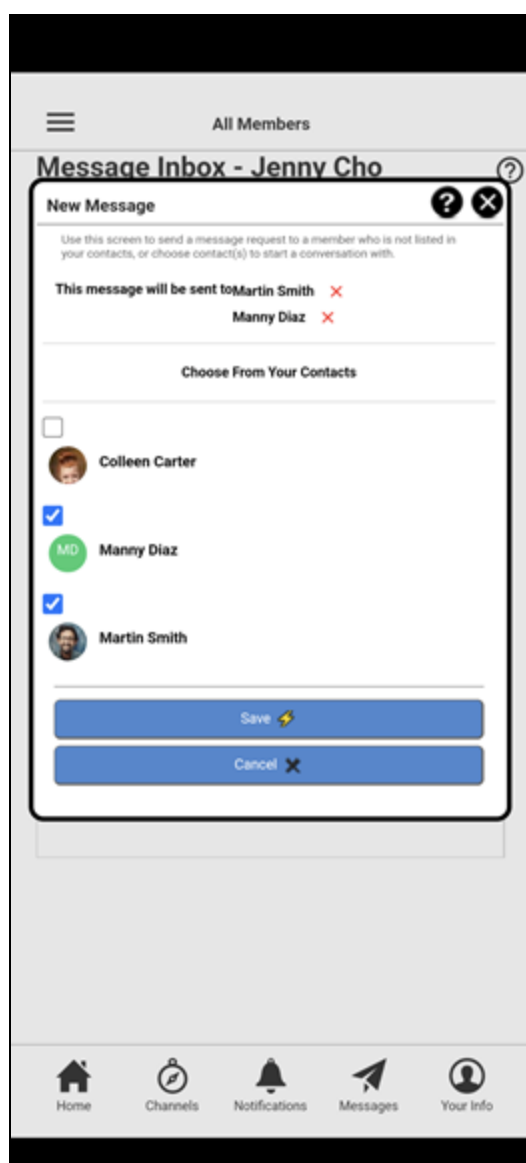 All Members
Message Inbox - Jenny Cho
?
New Message
?
Use this screen to send a message request to a member who is not listed in
your contacts, or choose contact(s) to start a conversation with.
This message will be sent toMartin Smith
Manny Diaz
Choose From Your Contacts
Colleen Carter
MD Manny Diaz
Martin Smith
Save
Cancel
Home Channels Notifications Messages Your Info